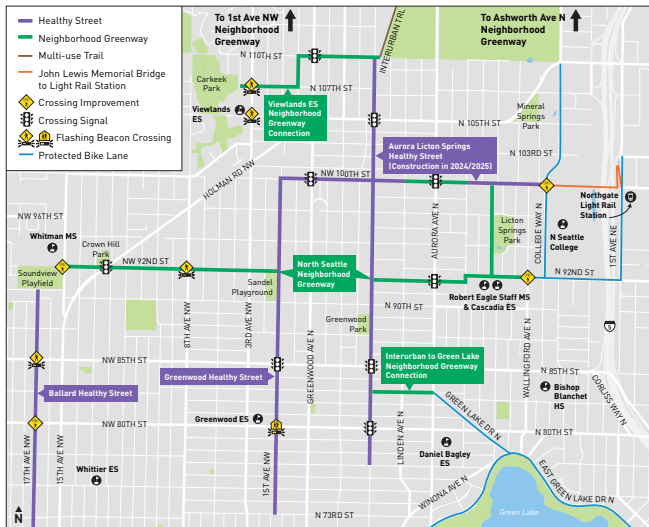 Healthy Street
Neighborhood Greenway
Multi-use Trail
John Lewis Memorial Bridge
to Light Rail Station
Crossing Improvement
Crossing Signal
Flashing Beacon Crossing
Protected Bike Lane
To 1st Ave NW
Neighborhood
Greenway
To Ashworth Ave N
Neighborhood
Greenway
INTERURBAN TRL
N 110TH ST
Carkeek
Park
N 107TH ST
Viewlands
ES
Viewlands ES
Neighborhood
Greenway
Connection
N 105TH ST
Mineral
Springs
Park
N 103RD ST
Aurora Licton Springs
Healthy Street
(Construction in 2024/2025)
HOLMAN RD NW
NW 100TH ST
Northgate
Light Rail
Station
NW 96TH ST
Whitman MS
Crown Hill
Park
NW 92ND ST
Soundview
Playfield
AURORA AVE N
Licton
Springs
Park
COLLEGE WAY N
N Seattle
College
1ST AVE NE
N 92ND ST
North Seattle
Neighborhood
Greenway
Sandel
Playground
8TH AVE NW
3RD AVE NW
GREENWOOD AVE N
N 90TH ST
Robert Eagle Staff MS
& Cascadia ES
Greenwood
Park
5
NW 85TH ST
N 85TH ST
Interurban to Green Lake
Neighborhood Greenway
Connection
WALLINGFORD AVE N
Bishop
Blanchet
HS
CORLISS WAY N
Ballard Healthy Street
Greenwood Healthy Street
GREEN LAKE DR N
NW 80TH ST
Greenwood ES
N 80TH ST
17TH AVE NW
15TH AVE NW
Whittier ES
1ST AVE NW
LINDEN AVE N
Daniel Bagley
ES
WINONA AVE N
EAST GREEN LAKE DR N
Green Lake
N
N 73RD ST